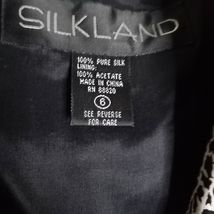 SILKLAND
100% PURE SILK
LINING:
100% ACETATE
MADE IN CHINA
RN 88820
6
SEE REVERSE
FOR CARE